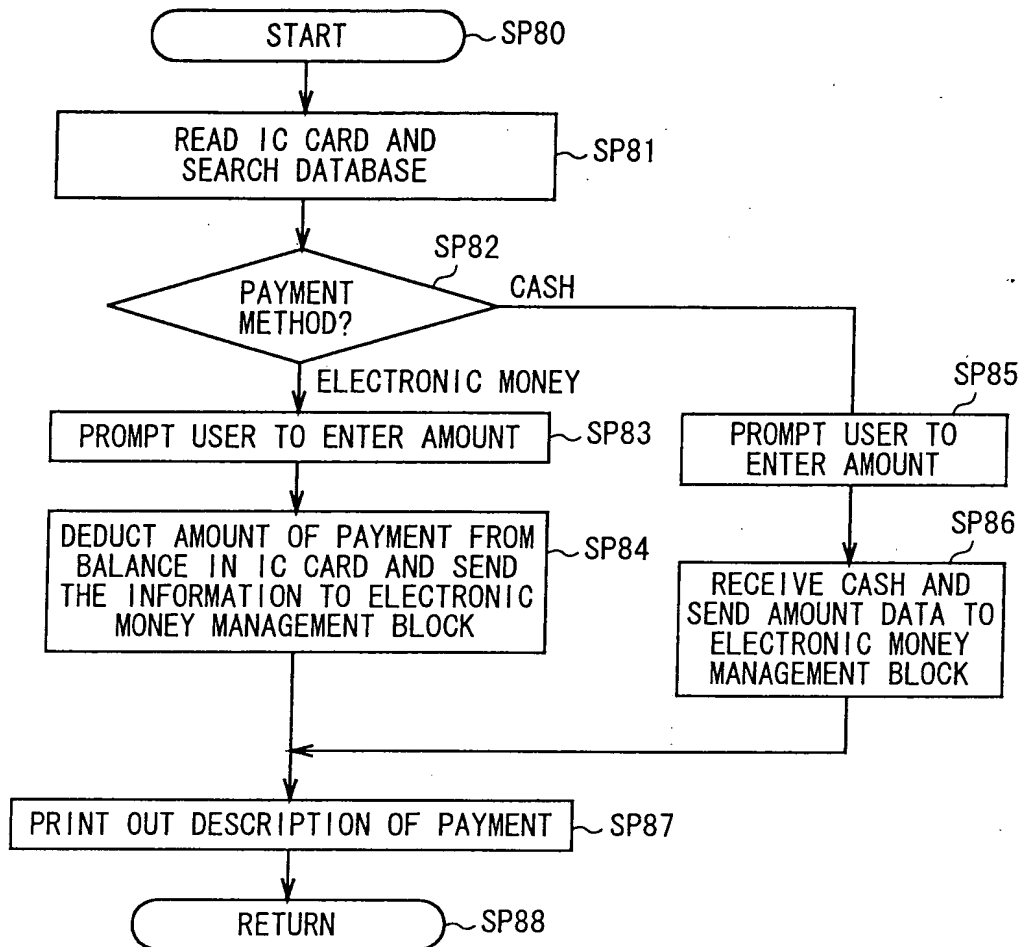 START
SP80
READ IC CARD AND
SEARCH DATABASE
SP81
SP82
PAYMENT
METHOD?
CASH
ELECTRONIC MONEY
PROMPT USER TO ENTER AMOUNT
SP83
DEDUCT AMOUNT OF PAYMENT FROM
BALANCE IN IC CARD AND SEND
THE INFORMATION TO ELECTRONIC
MONEY MANAGEMENT BLOCK
SP84
SP85
PROMPT USER TO
ENTER AMOUNT
SP86
RECEIVE CASH AND
SEND AMOUNT DATA TO
ELECTRONIC MONEY
MANAGEMENT BLOCK
PRINT OUT DESCRIPTION OF PAYMENT
SP87
RETURN
SP88